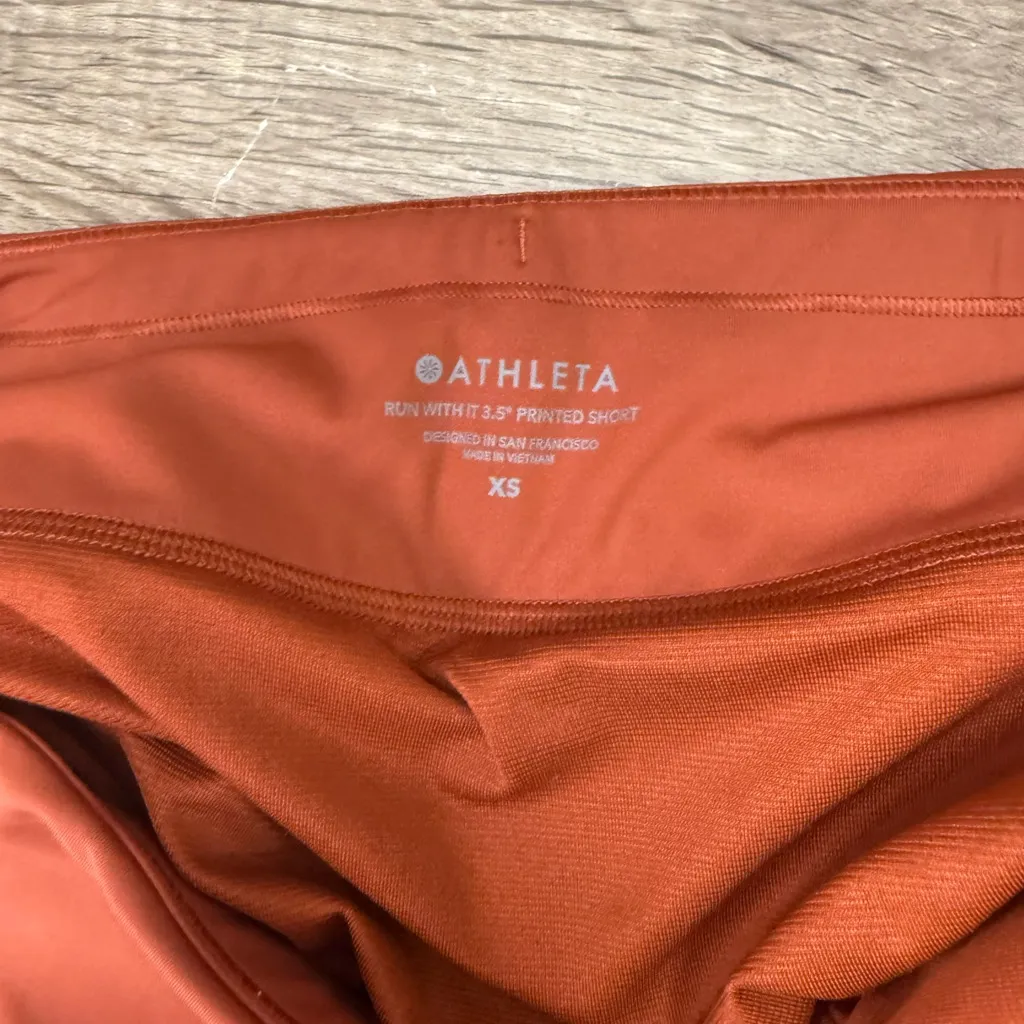 ATHLETA
RUN WITH IT 3.5" PRINTED SHORT
DESIGNED IN SAN FRANCISCO
MADE IN VIETNAM
XS